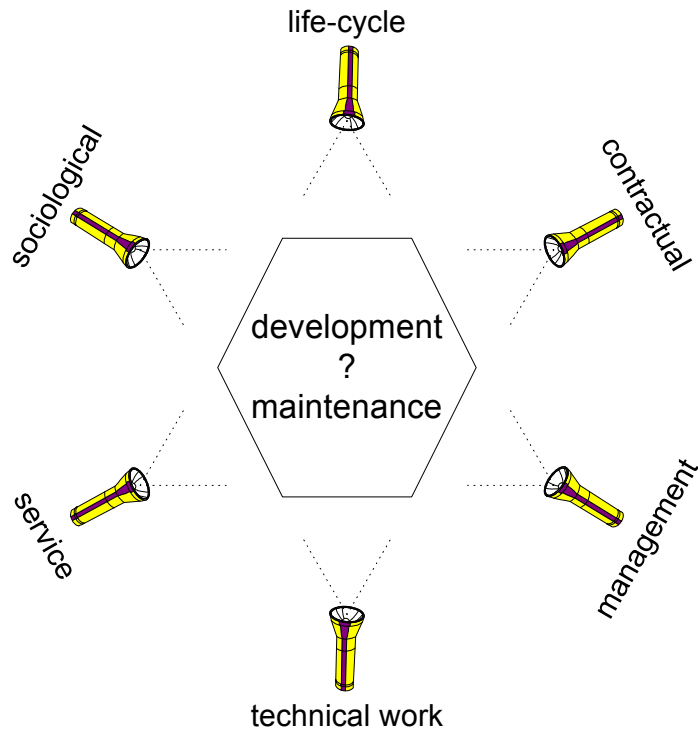 life-cycle
sociological
contractual
development
?
maintenance
service
management
technical work